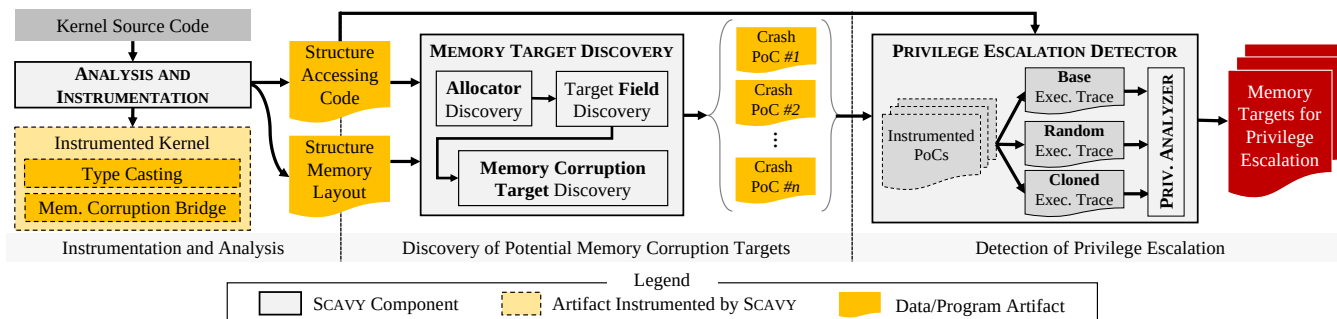 Kernel Source Code
ANALYSIS AND
INSTRUMENTATION
Instrumented Kernel
Type Casting
Mem. Corruption Bridge
Structure
Accessing
Code
Structure
Memory
Layout
MEMORY TARGET DISCOVERY
Allocator
Discovery
Target Field
Discovery
Memory Corruption
Target Discovery
Crash
PoC #1
Crash
PoC #2
⋮
Crash
PoC #n
PRIVILEGE ESCALATION DETECTOR
Instrumented
PoCs
Base
Exec. Trace
Random
Exec. Trace
Cloned
Exec. Trace
PRIV. ANALYZER
Memory
Targets for
Privilege
Escalation
Instrumentation and Analysis
Discovery of Potential Memory Corruption Targets
Detection of Privilege Escalation
Legend
SCAVY Component
Artifact Instrumented by SCAVY
Data/Program Artifact